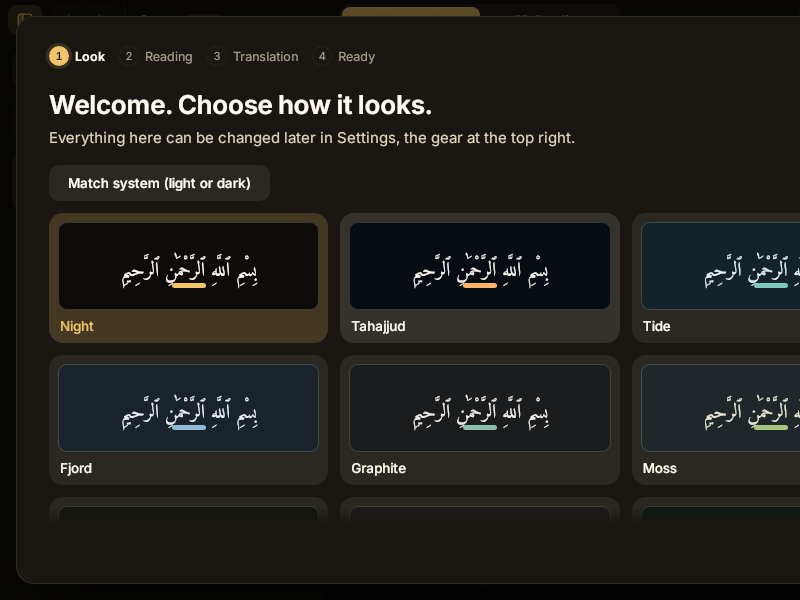 1 Look 2 Reading 3 Translation 4 Ready
Welcome. Choose how it looks.
Everything here can be changed later in Settings, the gear at the top right.
Match system (light or dark)
بِسْمِ ٱللَّهِ ٱلرَّحْمَٰنِ ٱلرَّحِيمِ
Night
بِسْمِ ٱللَّهِ ٱلرَّحْمَٰنِ ٱلرَّحِيمِ
Tahajjud
ٱلرَّحْمَٰنِ ٱلرَّحِيمِ
Tide
بِسْمِ ٱللَّهِ ٱلرَّحْمَٰنِ ٱلرَّحِيمِ
Fjord
بِسْمِ ٱللَّهِ ٱلرَّحْمَٰنِ ٱلرَّحِيمِ
Graphite
ٱلرَّحْمَٰنِ ٱلرَّحِيمِ
Moss